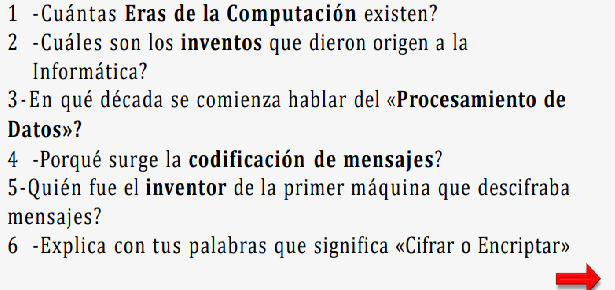 1 -Cuántas Eras de la Computación existen?
2 -Cuáles son los inventos que dieron origen a la
Informática?
3-En qué década se comienza hablar del «Procesamiento de
Datos»?
4 -Porqué surge la codificación de mensajes?
5-Quién fue el inventor de la primer máquina que descifraba
mensajes?
6 -Explica con tus palabras que significa «Cifrar o Encriptar»